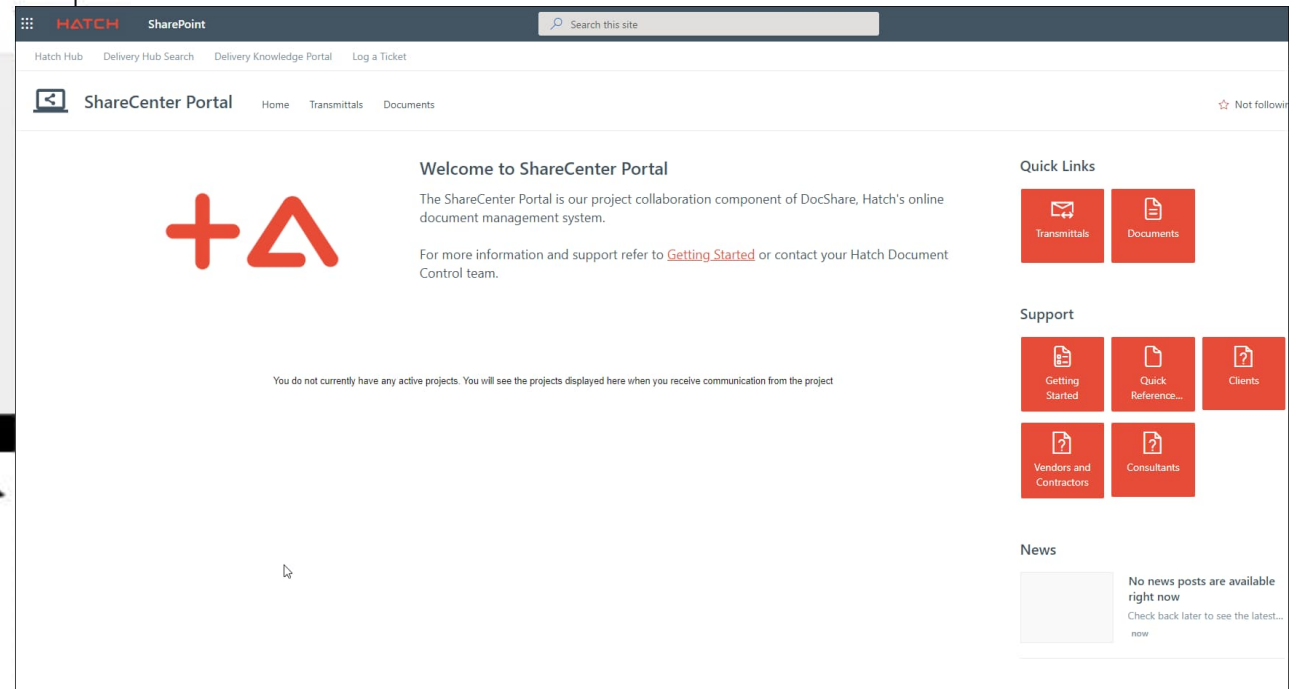 HATCH SharePoint Search this site
Hatch Hub Delivery Hub Search Delivery Knowledge Portal Log a Ticket
ShareCenter Portal Home Transmittals Documents Not followin
Welcome to ShareCenter Portal
The ShareCenter Portal is our project collaboration component of DocShare, Hatch's online
document management system.
For more information and support refer to Getting Started or contact your Hatch Document
Control team.
You do not currently have any active projects. You will see the projects displayed here when you receive communication from the project
Quick Links
Transmittals Documents
Support
Getting
Started
Quick
Reference...
Clients
Vendors and
Contractors
Consultants
News
No news posts are available
right now
Check back later to see the latest...
now